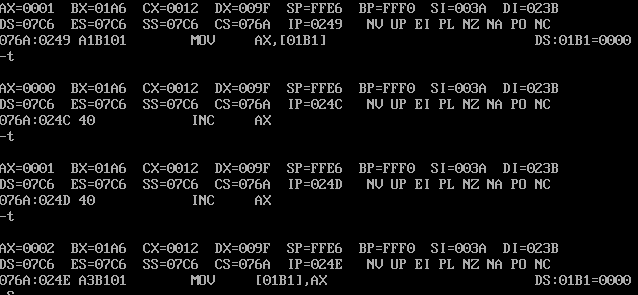 AX=0001 BX=01A6 CX=0012 DX=009F SP=FFE6 BP=FFF0 SI=003A DI=023B
DS=07C6 ES=07C6 SS=07C6 CS=076A IP=0249 NV UP EI PL NZ NA PO NC
076A:0249 A1B101 MOV AX,[01B1] DS:01B1=0000
-t
AX=0000 BX=01A6 CX=0012 DX=009F SP=FFE6 BP=FFF0 SI=003A DI=023B
DS=07C6 ES=07C6 SS=07C6 CS=076A IP=024C NV UP EI PL NZ NA PO NC
076A:024C 40 INC AX
-t
AX=0001 BX=01A6 CX=0012 DX=009F SP=FFE6 BP=FFF0 SI=003A DI=023B
DS=07C6 ES=07C6 SS=07C6 CS=076A IP=024D NV UP EI PL NZ NA PO NC
076A:024D 40 INC AX
-t
AX=0002 BX=01A6 CX=0012 DX=009F SP=FFE6 BP=FFF0 SI=003A DI=023B
DS=07C6 ES=07C6 SS=07C6 CS=076A IP=024E NV UP EI PL NZ NA PO NC
076A:024E A3B101 MOV [01B1],AX DS:01B1=0000